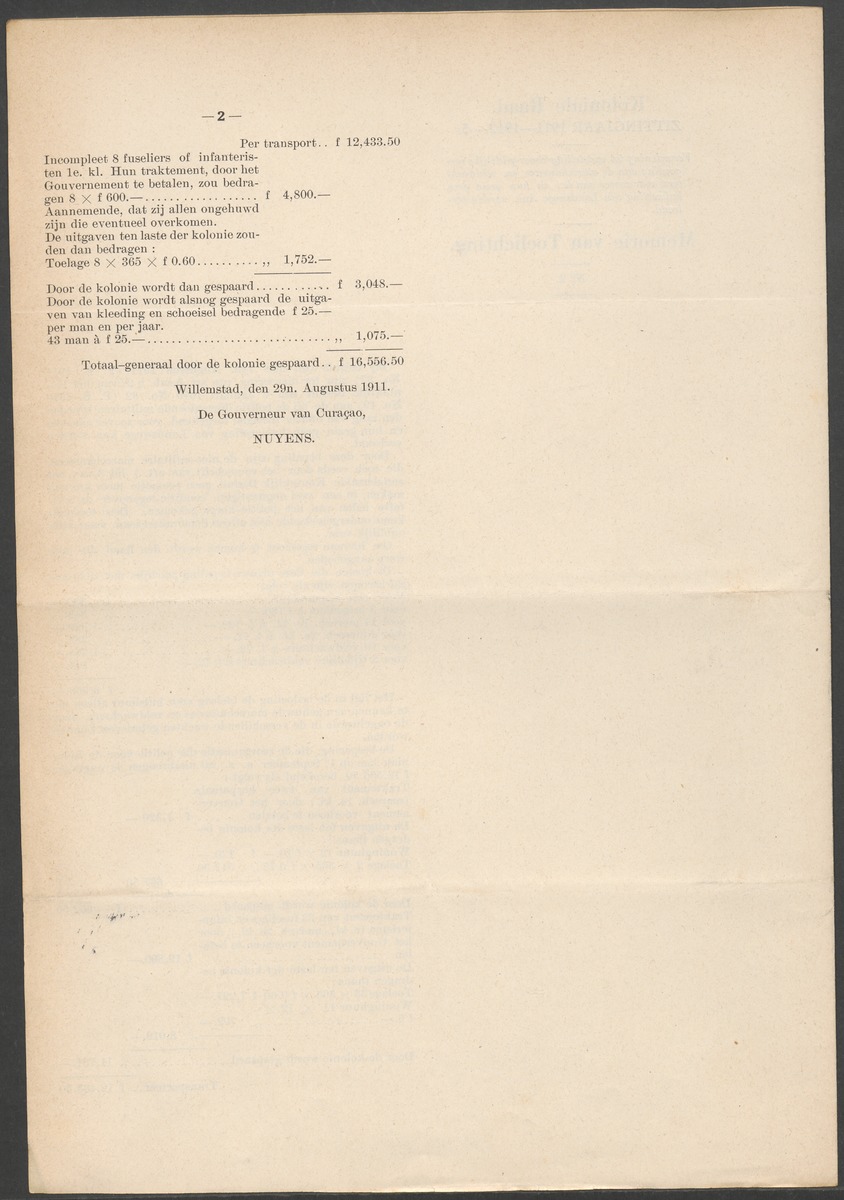 —2—
Per transport.. f 12,433.50
Incompleet 8 fuseliers of infanteris-
ten 1e. kl. Hun traktement, door het
Gouvernement te betalen, zou bedra-
gen 8 × f 600.—.................. f 4,800.—
Aannemende, dat zij allen ongehuwd
zijn die eventueel overkomen.
De uitgaven ten laste der kolonie zou-
den dan bedragen :
Toelage 8 × 365 × f 0.60.......... ,, 1,752.—
Door de kolonie wordt dan gespaard............ f 3,048.—
Door de kolonie wordt alsnog gespaard de uitga-
ven van kleeding en schoeisel bedragende f 25.—
per man en per jaar.
43 man à f 25.—............................ ,, 1,075.—
Totaal-generaal door de kolonie gespaard... f 16,556.50
Willemstad, den 29n. Augustus 1911.
De Gouverneur van Curaçao,
NUYENS.